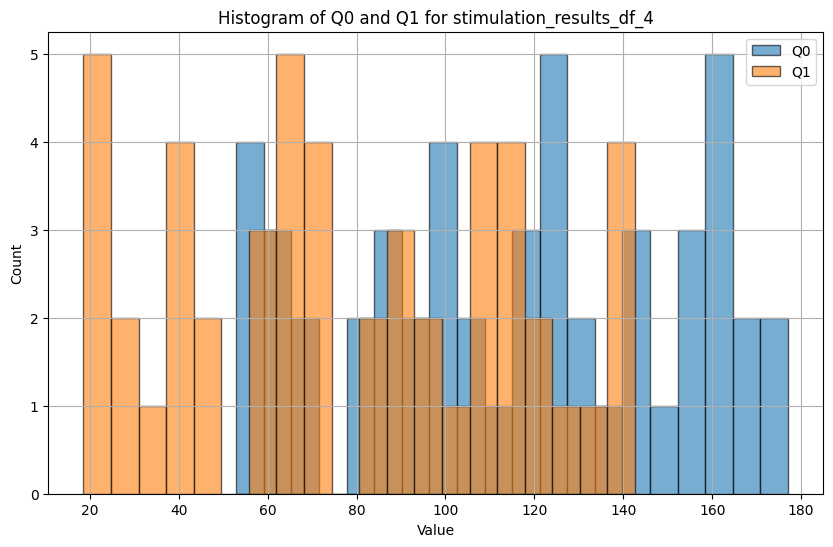 Histogram of Q0 and Q1 for stimulation_results_df_4
Q0
Q1
5
4
3
2
1
0
Count
20 40 60 80 100 120 140 160 180
Value